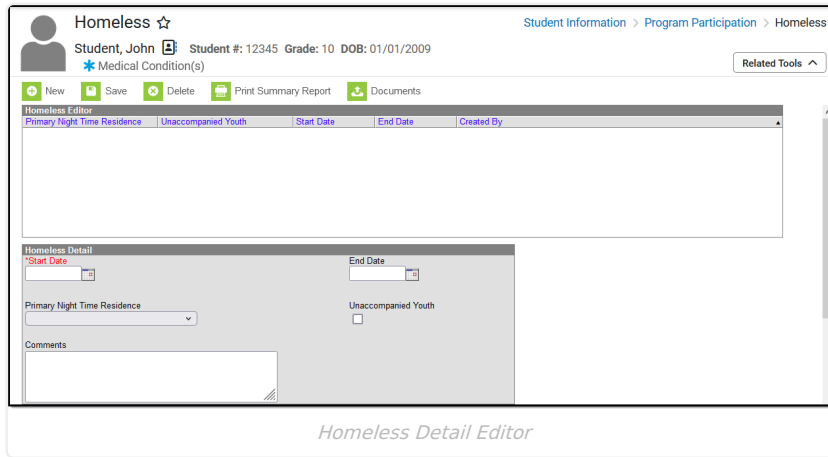 Homeless
Student Information > Program Participation > Homeless
Student, John Student #: 12345 Grade: 10 DOB: 01/01/2009
Medical Condition(s)
Related Tools
New Save Delete Print Summary Report Documents
Homeless Editor
Primary Night Time Residence Unaccompanied Youth Start Date End Date Created By
Homeless Detail
*Start Date End Date
Primary Night Time Residence Unaccompanied Youth
Comments
Homeless Detail Editor